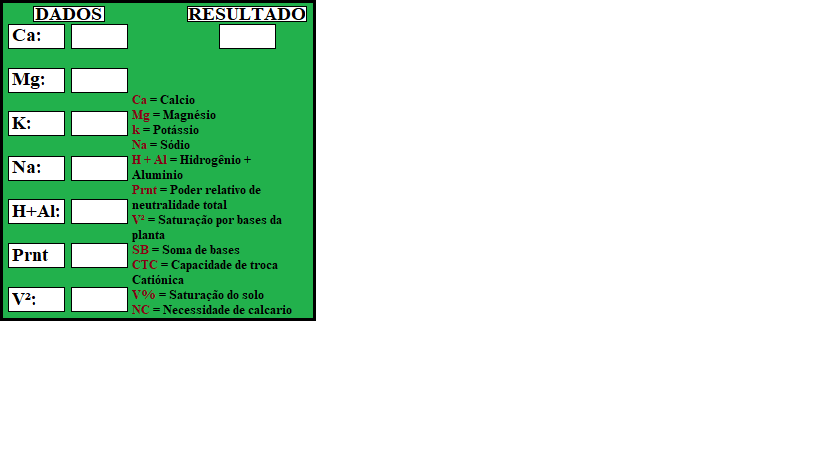 DADOS
RESULTADO
Ca:
Mg:
K:
Na:
H+Al:
Prnt
V²:
Ca = Calcio
Mg = Magnésio
k = Potássio
Na = Sódio
H + Al = Hidrogênio +
Aluminio
Prnt = Poder relativo de
neutralidade total
V² = Saturação por bases da
planta
SB = Soma de bases
CTC = Capacidade de troca
Catiónica
V% = Saturação do solo
NC = Necessidade de calcario